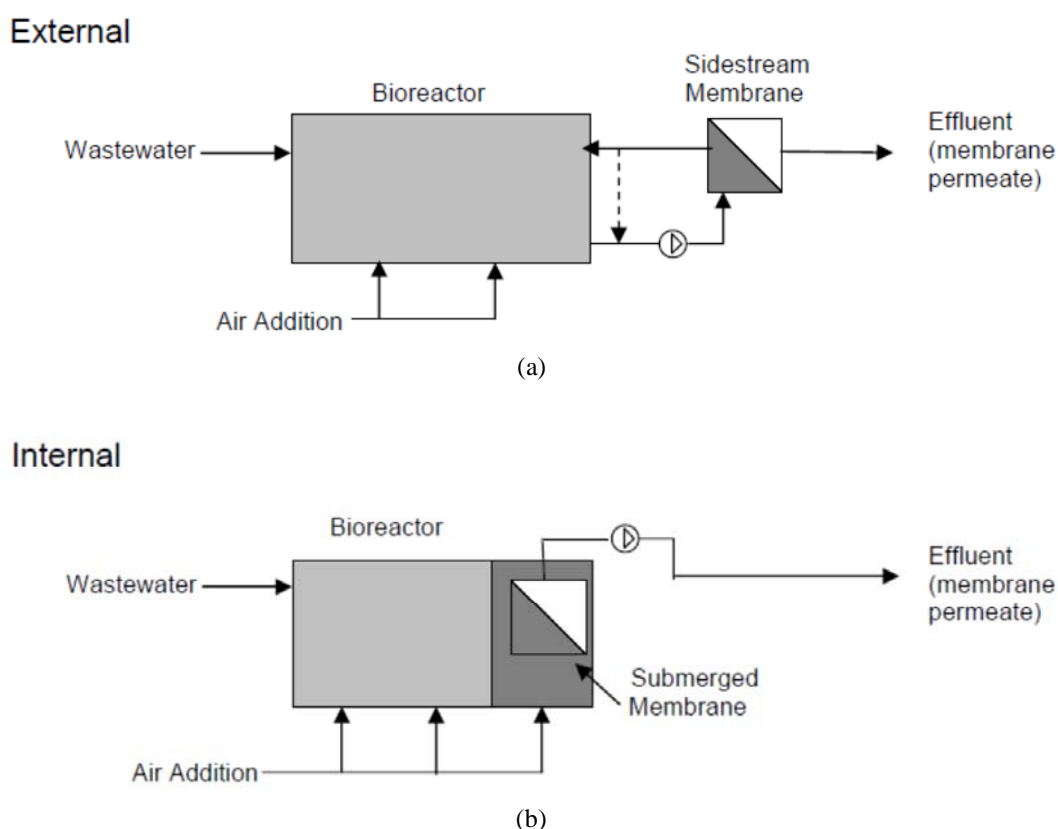 External
Bioreactor
Sidestream
Membrane
Wastewater
Effluent
(membrane
permeate)
Air Addition
(a)
Internal
Bioreactor
Wastewater
Effluent
(membrane
permeate)
Submerged
Membrane
Air Addition
(b)